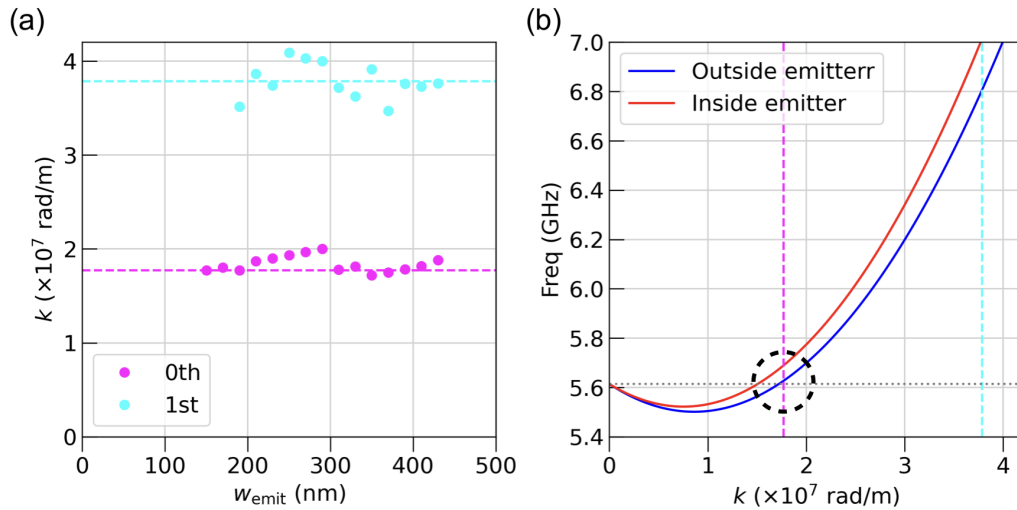 (a)
4
3
2
1
0
k (×10⁷ rad/m)
0th
1st
0
100
200
300
400
500
w_emit (nm)
(b)
7.0
6.8
6.6
6.4
6.2
6.0
5.8
5.6
5.4
Freq (GHz)
Outside emitterr
Inside emitter
0
1
2
3
4
k (×10⁷ rad/m)